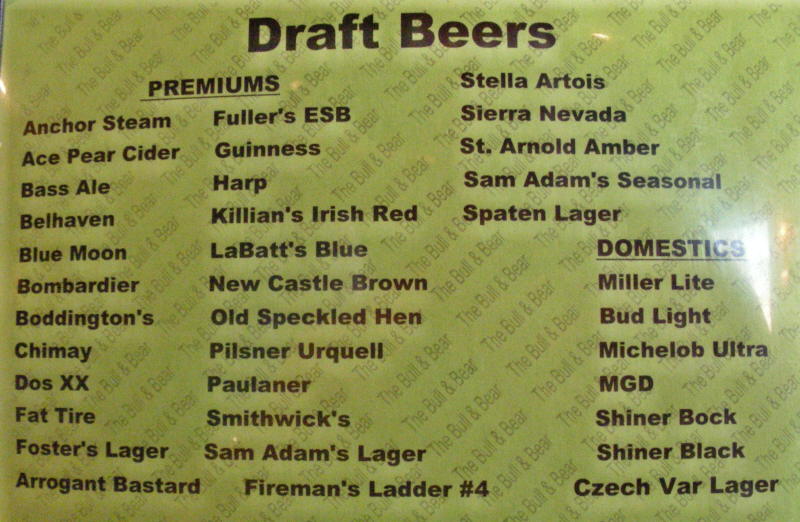 Draft Beers
PREMIUMS
Anchor Steam
Ace Pear Cider
Bass Ale
Belhaven
Blue Moon
Bombardier
Boddington's
Chimay
Dos XX
Fat Tire
Foster's Lager
Arrogant Bastard
Fuller's ESB
Guinness
Harp
Killian's Irish Red
LaBatt's Blue
New Castle Brown
Old Speckled Hen
Pilsner Urquell
Paulaner
Smithwick's
Sam Adam's Lager
Fireman's Ladder #4
Stella Artois
Sierra Nevada
St. Arnold Amber
Sam Adam's Seasonal
Spaten Lager
DOMESTICS
Miller Lite
Bud Light
Michelob Ultra
MGD
Shiner Bock
Shiner Black
Czech Var Lager
The Bull & Bear